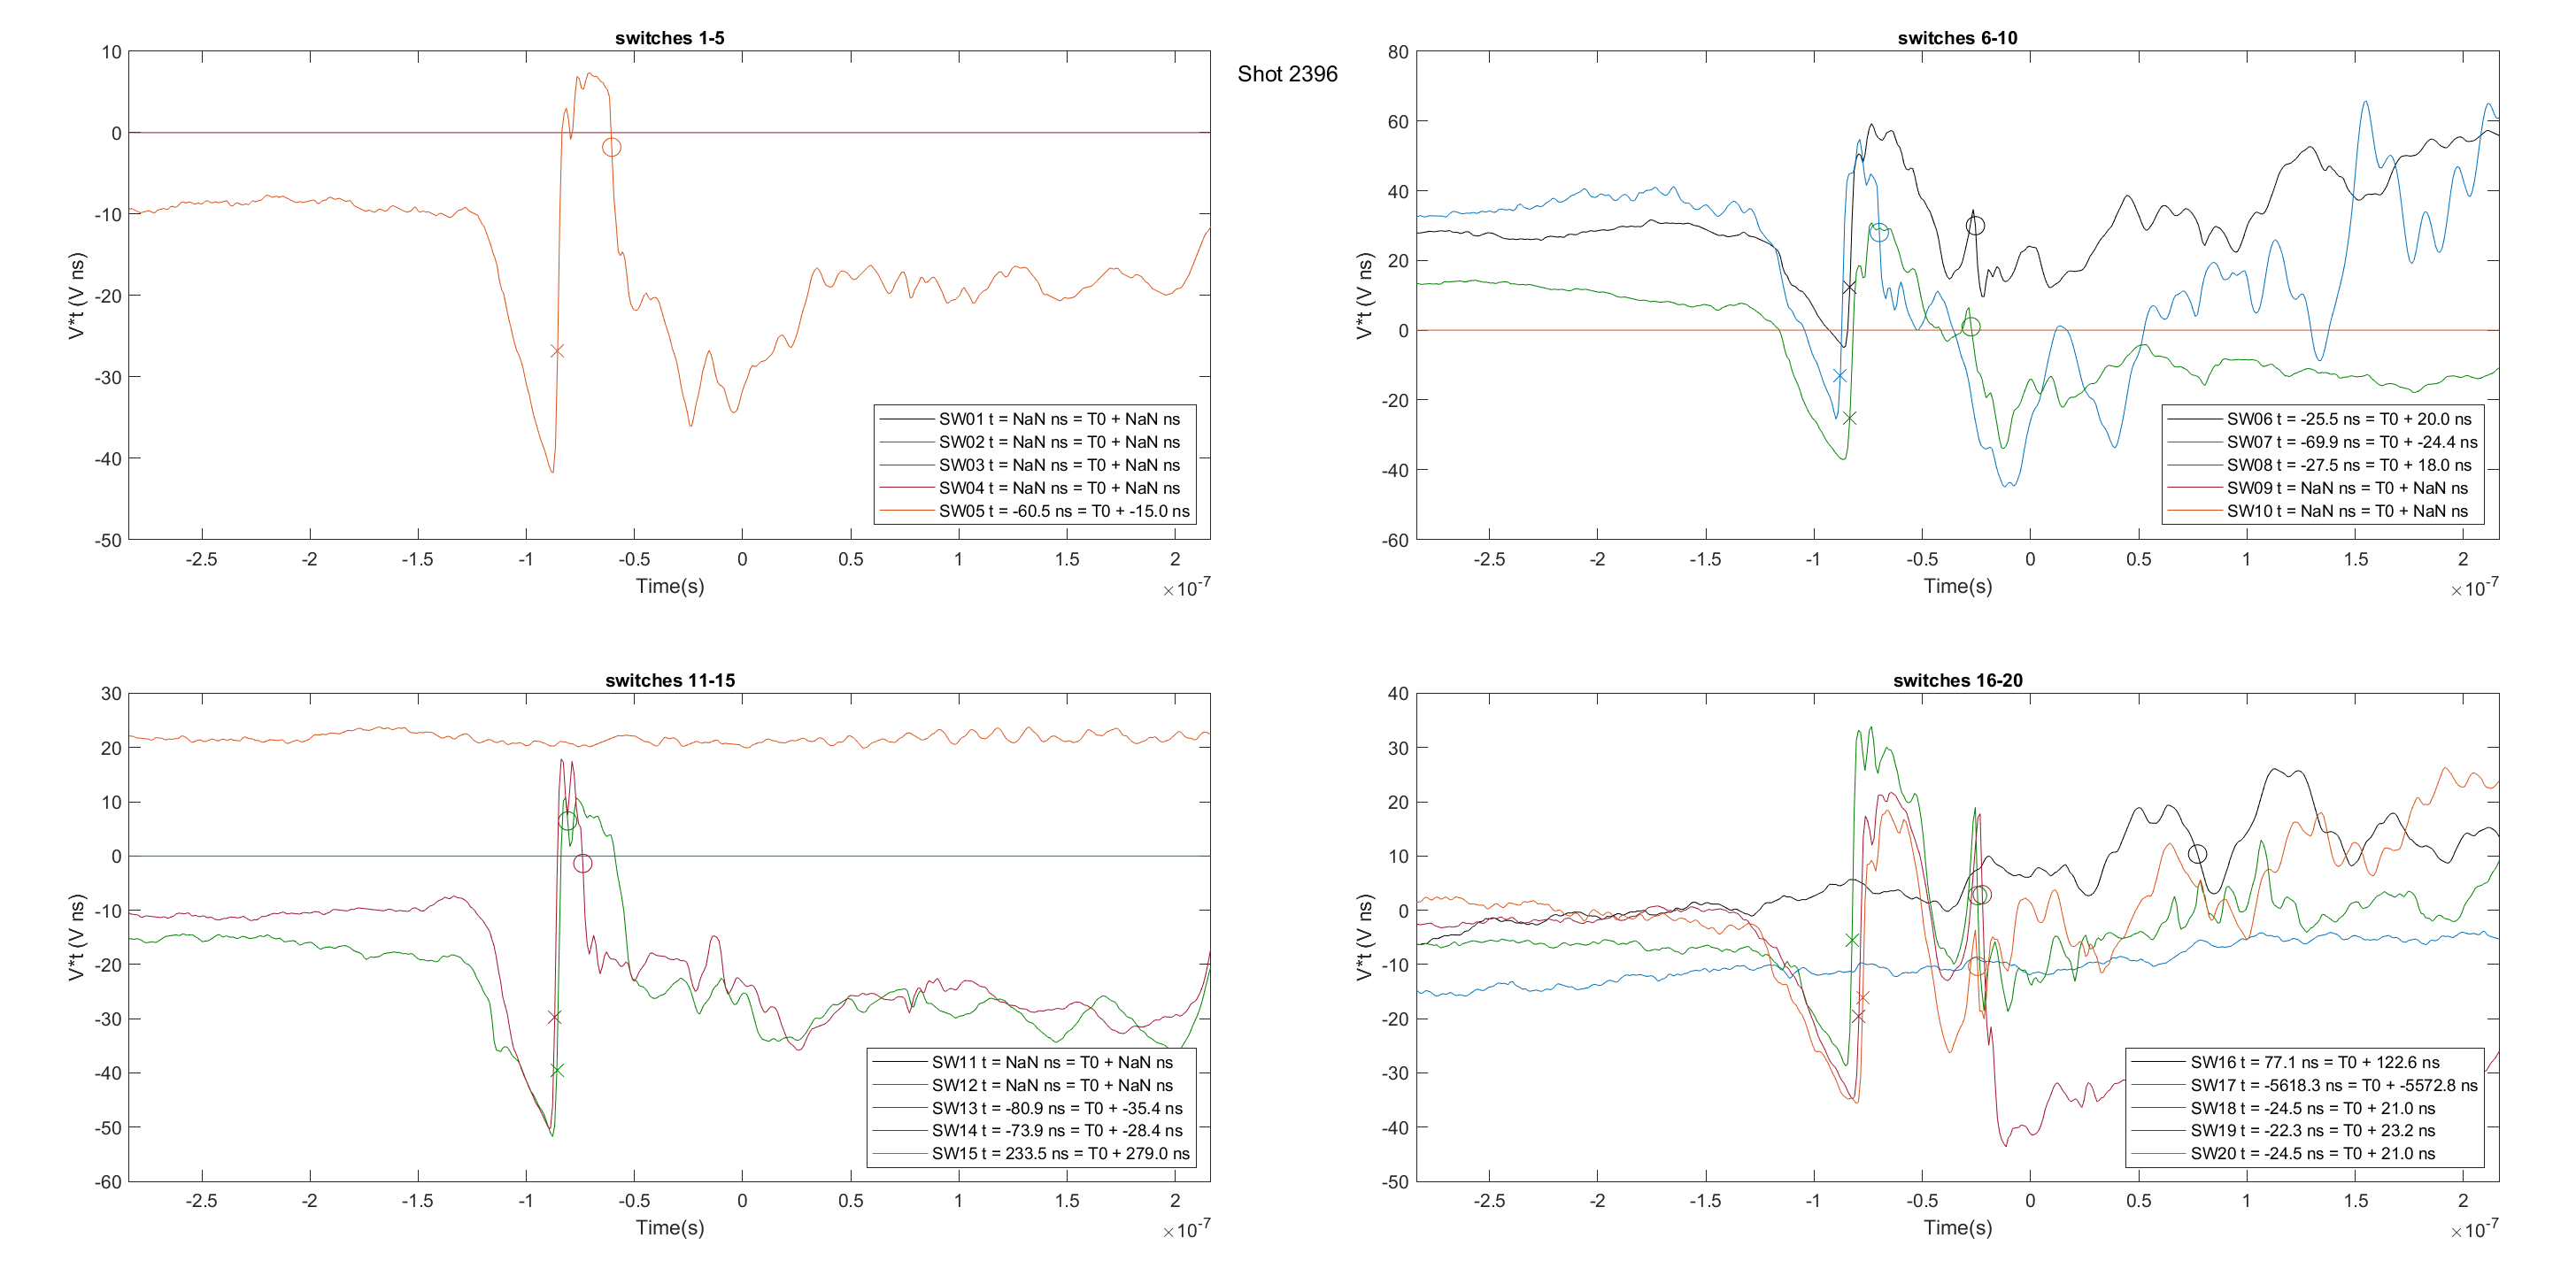 Shot 2396
switches 1-5
10
0
-10
-20
-30
-40
-50
V*t (V ns)
-2.5
-2
-1.5
-1
-0.5
0
0.5
1
1.5
2
Time(s)
×10-7
SW01 t = NaN ns = T0 + NaN ns
SW02 t = NaN ns = T0 + NaN ns
SW03 t = NaN ns = T0 + NaN ns
SW04 t = NaN ns = T0 + NaN ns
SW05 t = -60.5 ns = T0 + -15.0 ns
switches 6-10
80
60
40
20
0
-20
-40
-60
V*t (V ns)
-2.5
-2
-1.5
-1
-0.5
0
0.5
1
1.5
2
Time(s)
×10-7
SW06 t = -25.5 ns = T0 + 20.0 ns
SW07 t = -69.9 ns = T0 + -24.4 ns
SW08 t = -27.5 ns = T0 + 18.0 ns
SW09 t = NaN ns = T0 + NaN ns
SW10 t = NaN ns = T0 + NaN ns
switches 11-15
30
20
10
0
-10
-20
-30
-40
-50
-60
V*t (V ns)
-2.5
-2
-1.5
-1
-0.5
0
0.5
1
1.5
2
Time(s)
×10-7
SW11 t = NaN ns = T0 + NaN ns
SW12 t = NaN ns = T0 + NaN ns
SW13 t = -80.9 ns = T0 + -35.4 ns
SW14 t = -73.9 ns = T0 + -28.4 ns
SW15 t = 233.5 ns = T0 + 279.0 ns
switches 16-20
40
30
20
10
0
-10
-20
-30
-40
-50
V*t (V ns)
-2.5
-2
-1.5
-1
-0.5
0
0.5
1
1.5
2
Time(s)
×10-7
SW16 t = 77.1 ns = T0 + 122.6 ns
SW17 t = -5618.3 ns = T0 + -5572.8 ns
SW18 t = -24.5 ns = T0 + 21.0 ns
SW19 t = -22.3 ns = T0 + 23.2 ns
SW20 t = -24.5 ns = T0 + 21.0 ns